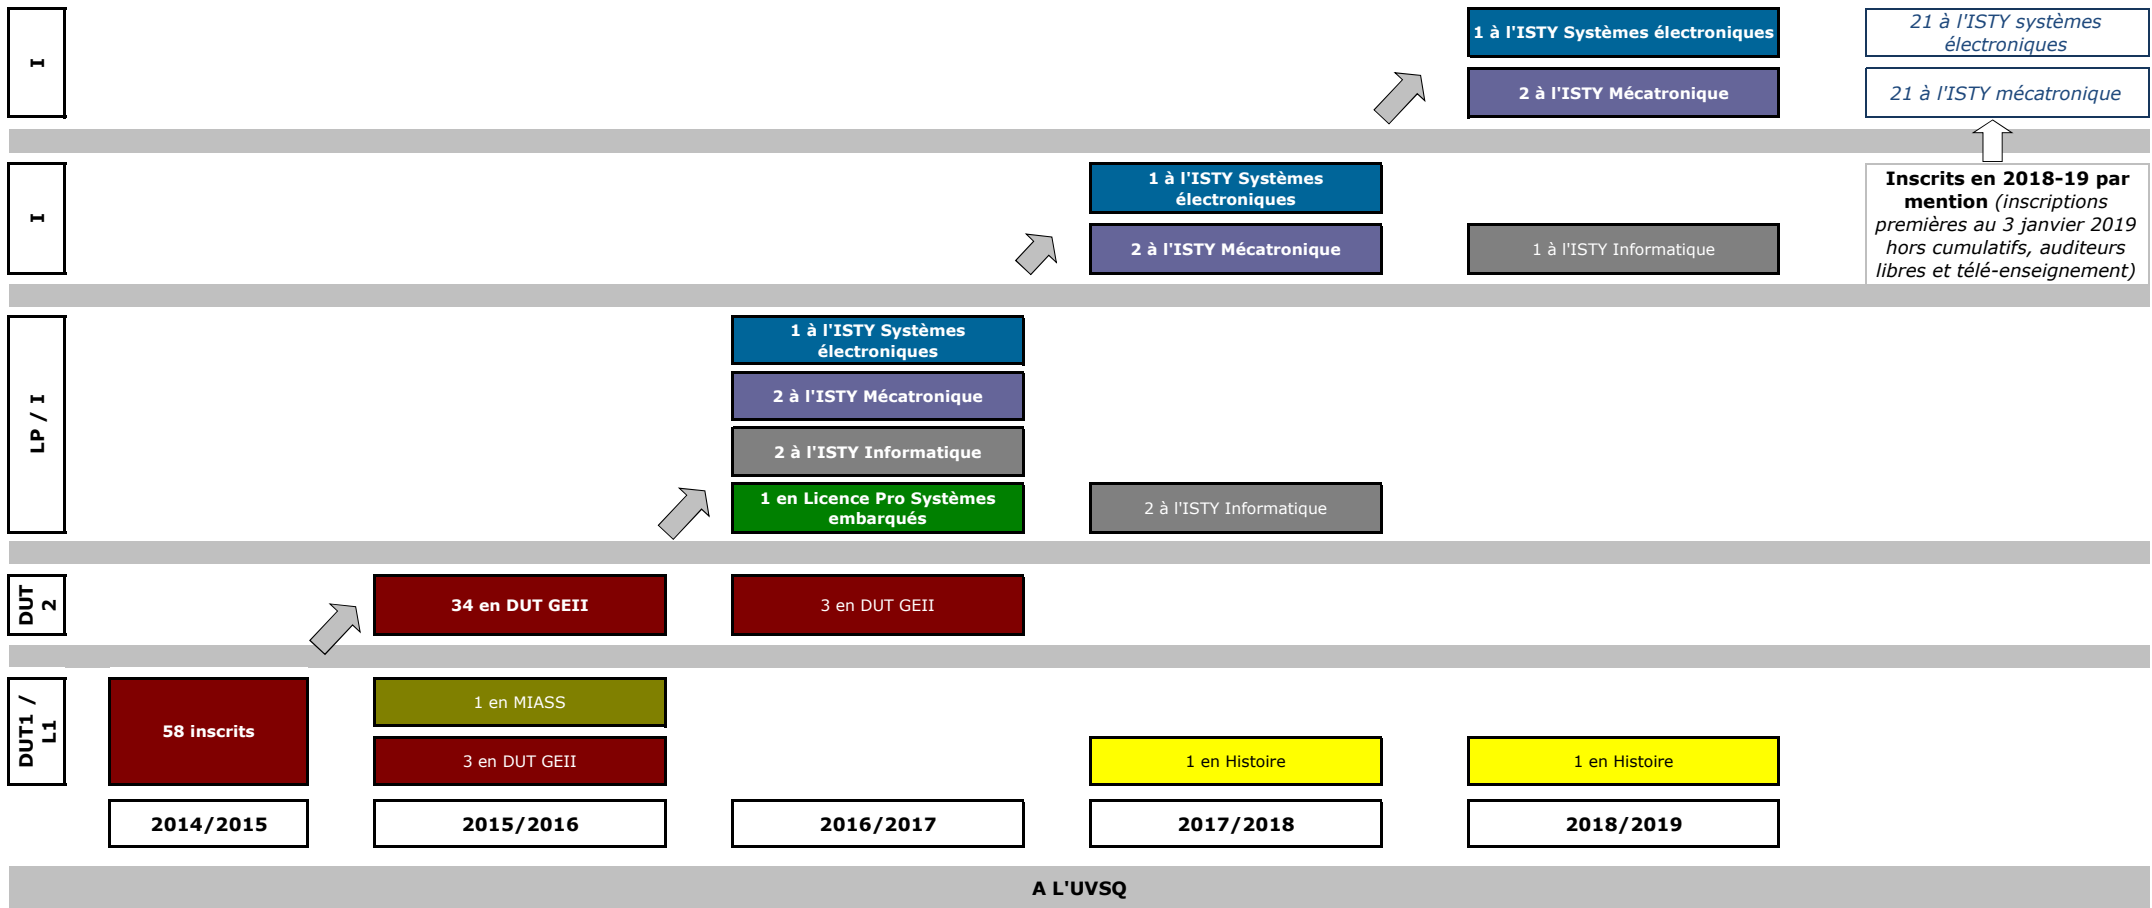 I
1 à l'ISTY Systèmes électroniques
21 à l'ISTY systèmes
électroniques
2 à l'ISTY Mécatronique
21 à l'ISTY mécatronique
I
1 à l'ISTY Systèmes
électroniques
2 à l'ISTY Mécatronique
1 à l'ISTY Informatique
Inscrits en 2018-19 par
mention (inscriptions
premières au 3 janvier 2019
hors cumulatifs, auditeurs
libres et télé-enseignement)
LP / I
1 à l'ISTY Systèmes
électroniques
2 à l'ISTY Mécatronique
2 à l'ISTY Informatique
1 en Licence Pro Systèmes
embarqués
2 à l'ISTY Informatique
DUT
2
34 en DUT GEII
3 en DUT GEII
DUT1 /
L1
58 inscrits
1 en MIASS
3 en DUT GEII
1 en Histoire
1 en Histoire
2014/2015
2015/2016
2016/2017
2017/2018
2018/2019
A L'UVSQ